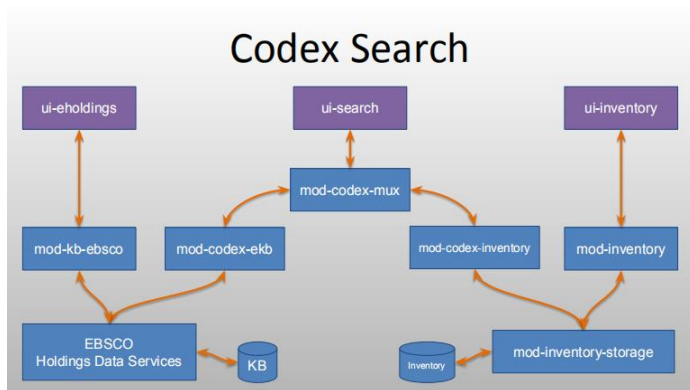 Codex Search
ui-eholdings
ui-search
ui-inventory
mod-codex-mux
mod-kb-ebsco
mod-codex-ekb
mod-codex-inventory
mod-inventory
EBSCO
Holdings Data Services
KB
Inventory
mod-inventory-storage